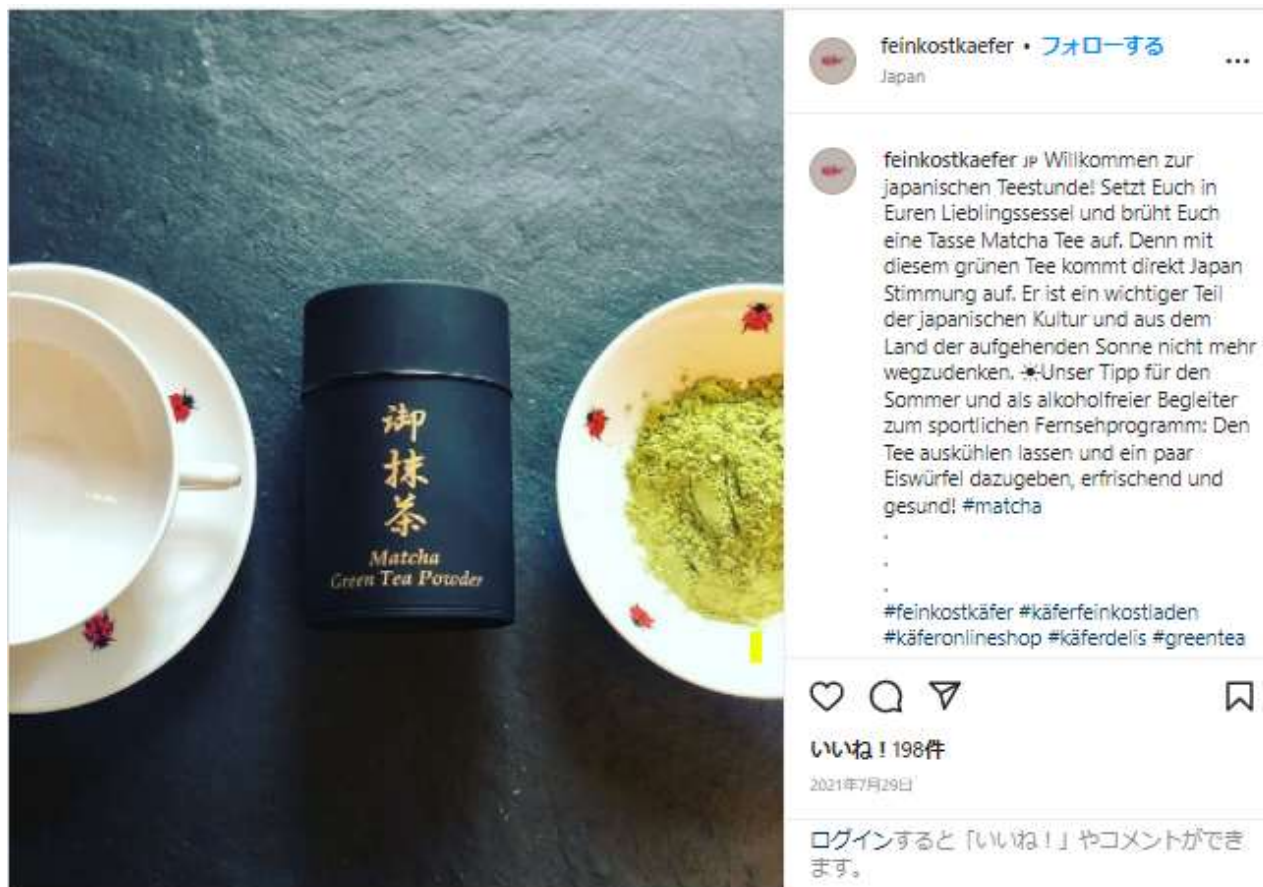 御
抹
茶
Matcha
Green Tea Powder
feinkostkaefer • フォローする
Japan
feinkostkaefer JP Willkommen zur
japanischen Teestunde! Setzt Euch in
Euren Lieblingssessel und brüht Euch
eine Tasse Matcha Tee auf. Denn mit
diesem grünen Tee kommt direkt Japan
Stimmung auf. Er ist ein wichtiger Teil
der japanischen Kultur und aus dem
Land der aufgehenden Sonne nicht mehr
wegzudenken. ☀Unser Tipp für den
Sommer und als alkoholfreier Begleiter
zum sportlichen Fernsehprogramm: Den
Tee auskühlen lassen und ein paar
Eiswürfel dazugeben, erfrischend und
gesund! #matcha
.
.
.
#feinkostkäfer #käferfeinkostladen
#käferonlineshop #käferdelis #greentea
いいね！198件
2021年7月29日
ログインすると「いいね！」やコメントができ
ます。